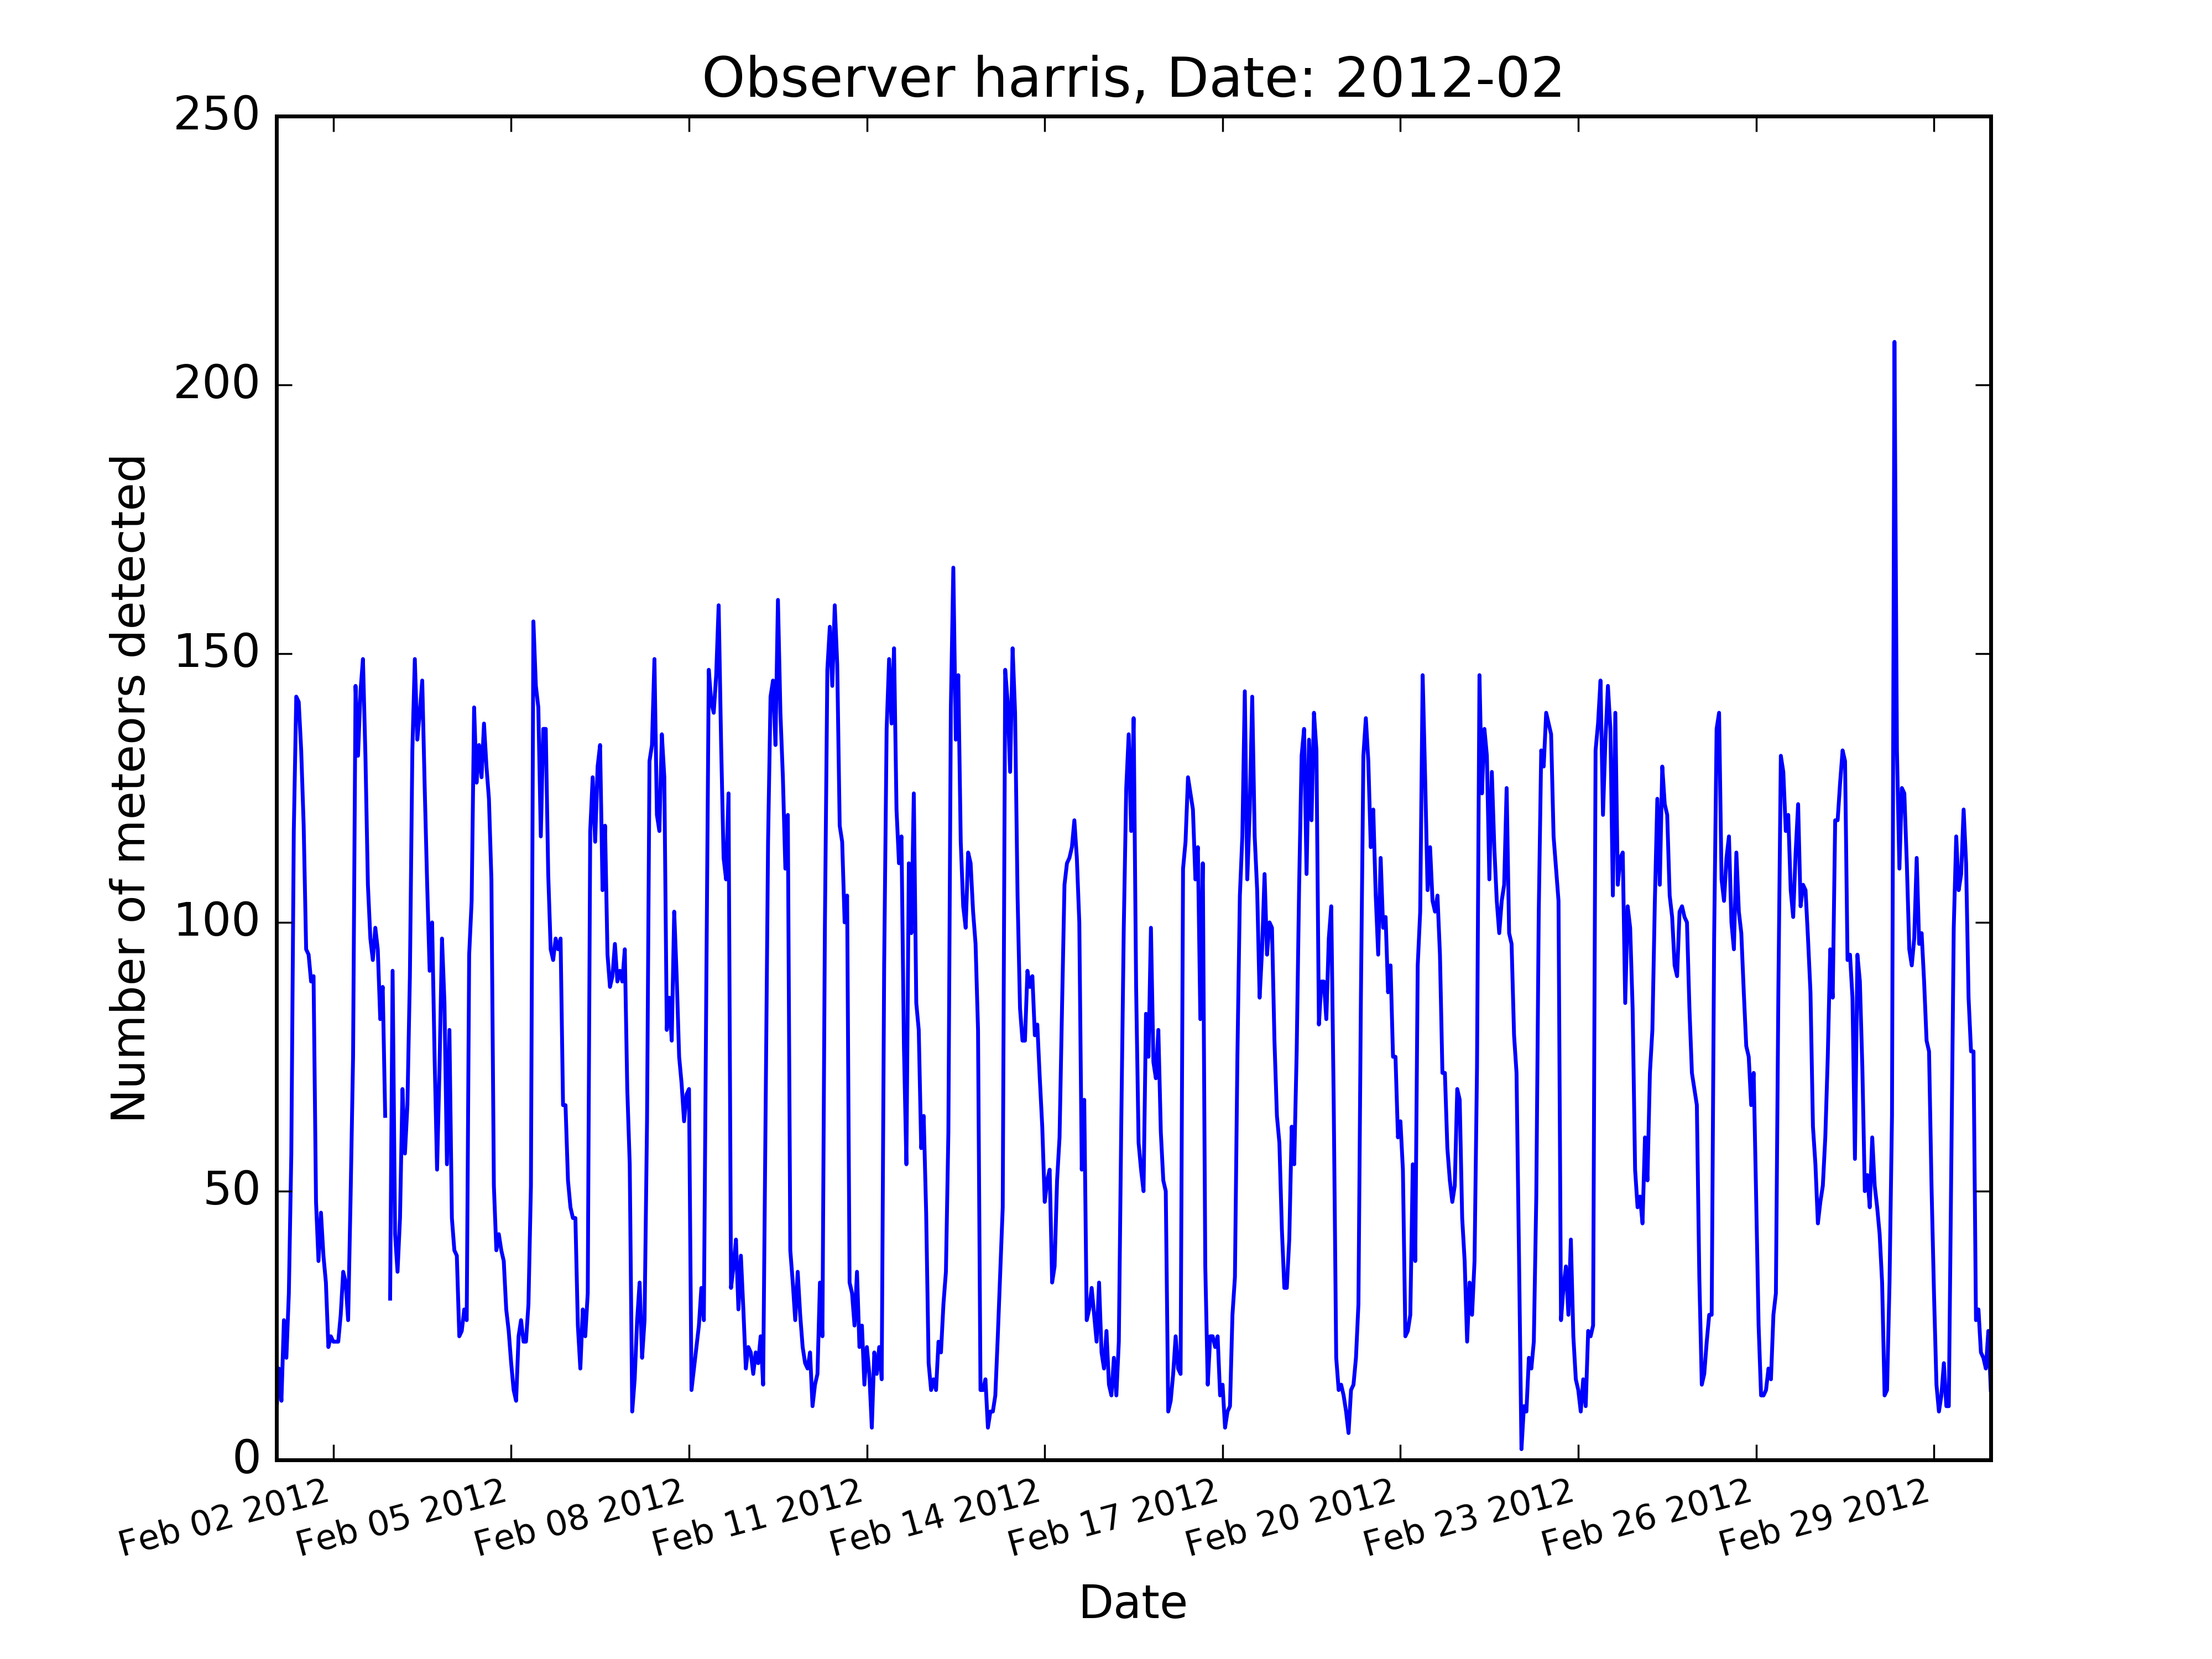 Observer harris, Date: 2012-02
250
200
150
100
50
0
Number of meteors detected
Feb 02 2012
Feb 05 2012
Feb 08 2012
Feb 11 2012
Feb 14 2012
Feb 17 2012
Feb 20 2012
Feb 23 2012
Feb 26 2012
Feb 29 2012
Date